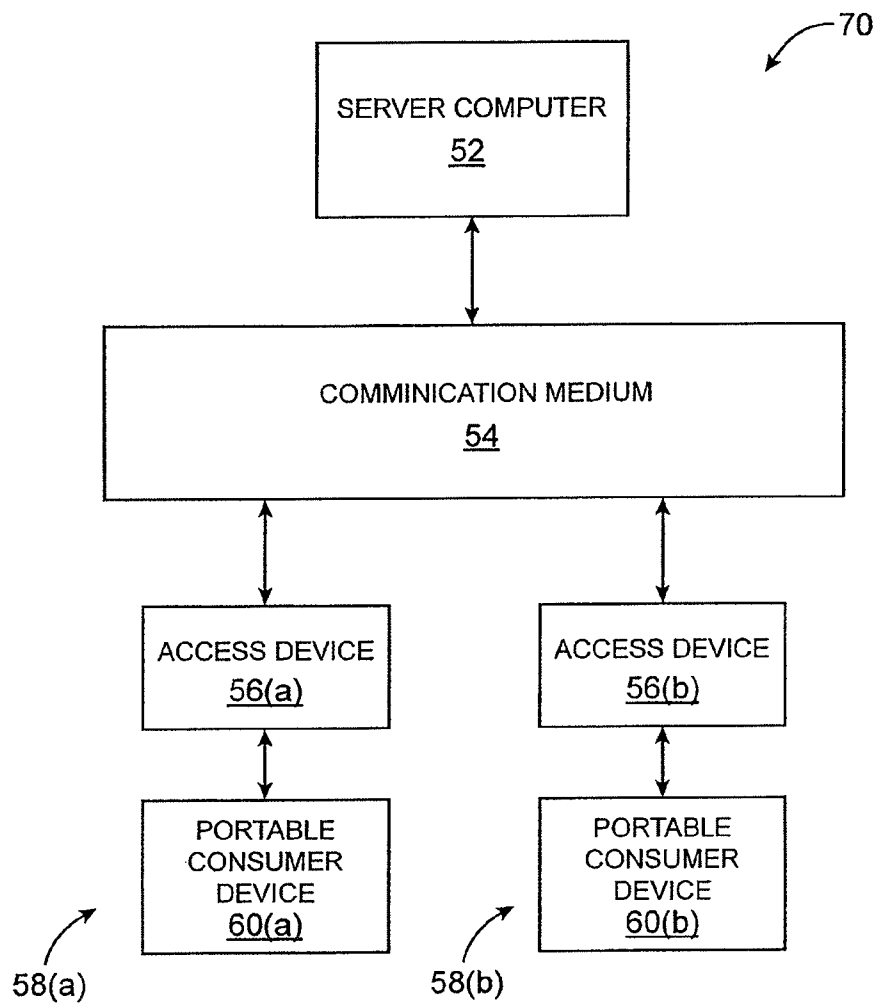 70
SERVER COMPUTER
52
COMMINICATION MEDIUM
54
ACCESS DEVICE
56(a)
ACCESS DEVICE
56(b)
PORTABLE
CONSUMER
DEVICE
60(a)
PORTABLE
CONSUMER
DEVICE
60(b)
58(a)
58(b)